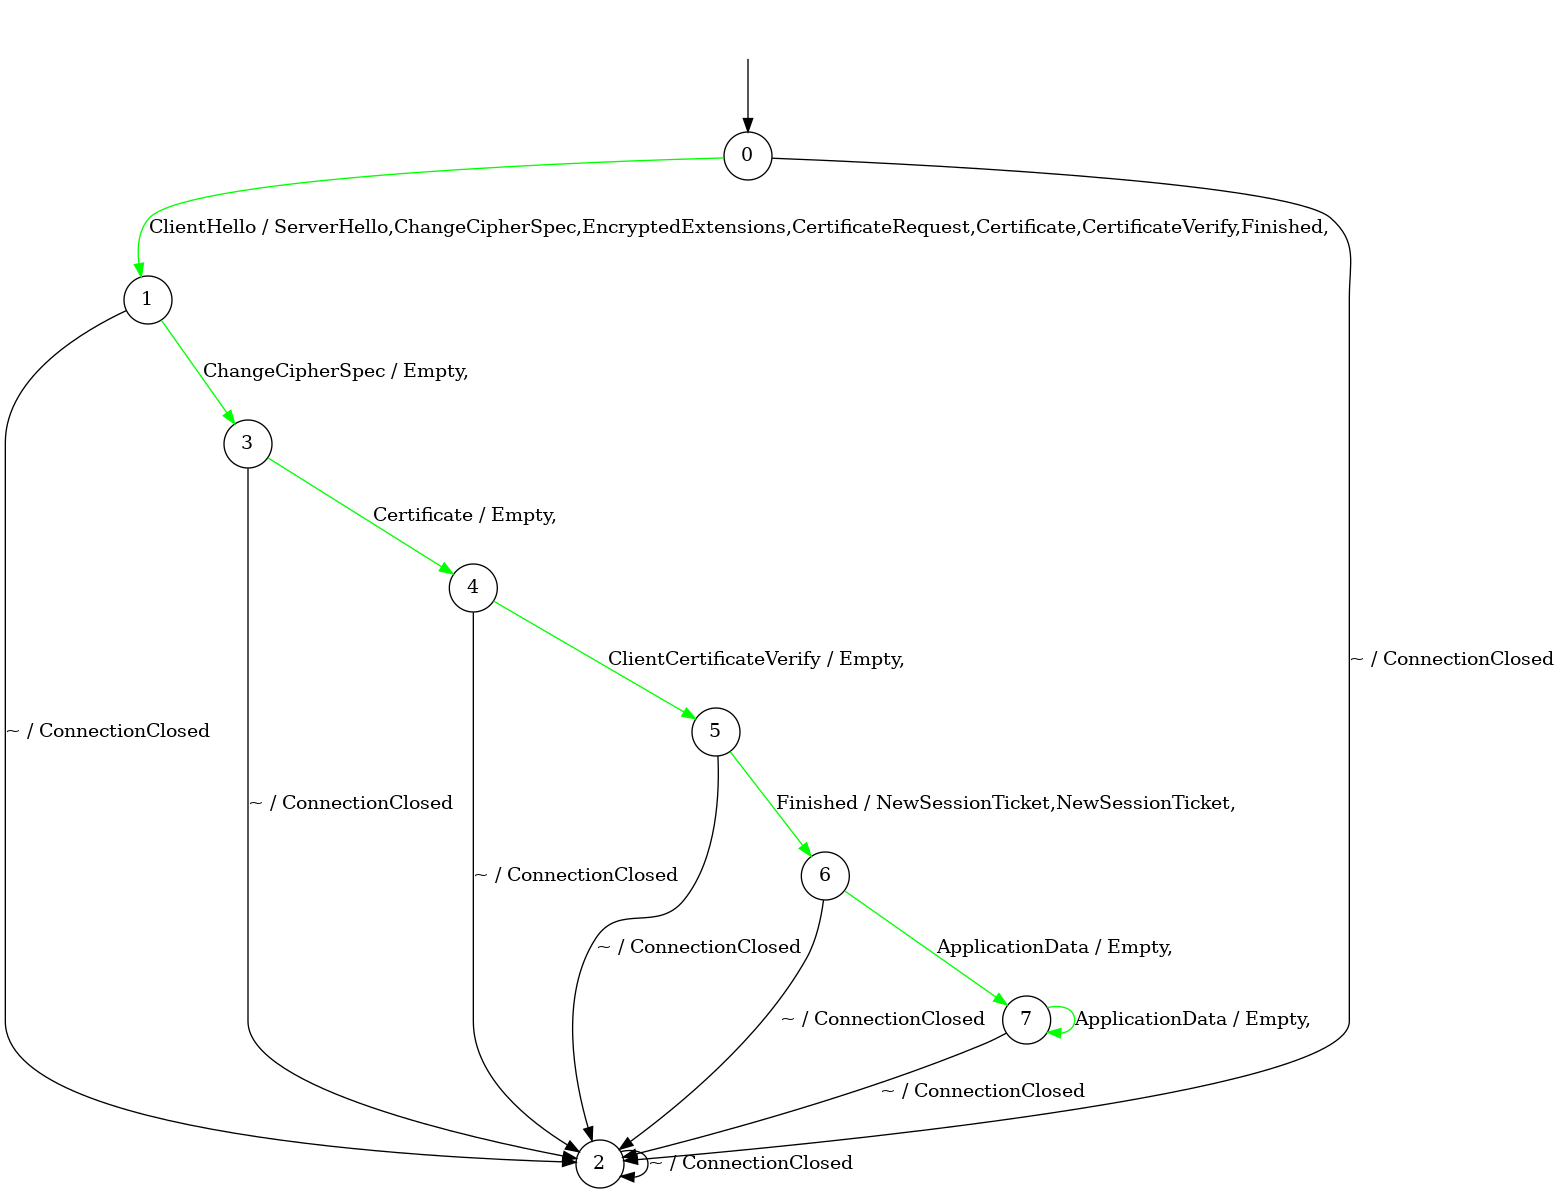 0
ClientHello / ServerHello,ChangeCipherSpec,EncryptedExtensions,CertificateRequest,Certificate,CertificateVerify,Finished,
1
ChangeCipherSpec / Empty,
3
Certificate / Empty,
4
ClientCertificateVerify / Empty,
~ / ConnectionClosed
5
~ / ConnectionClosed
~ / ConnectionClosed
Finished / NewSessionTicket,NewSessionTicket,
~ / ConnectionClosed
6
~ / ConnectionClosed
ApplicationData / Empty,
~ / ConnectionClosed
7
ApplicationData / Empty,
~ / ConnectionClosed
2
~ / ConnectionClosed